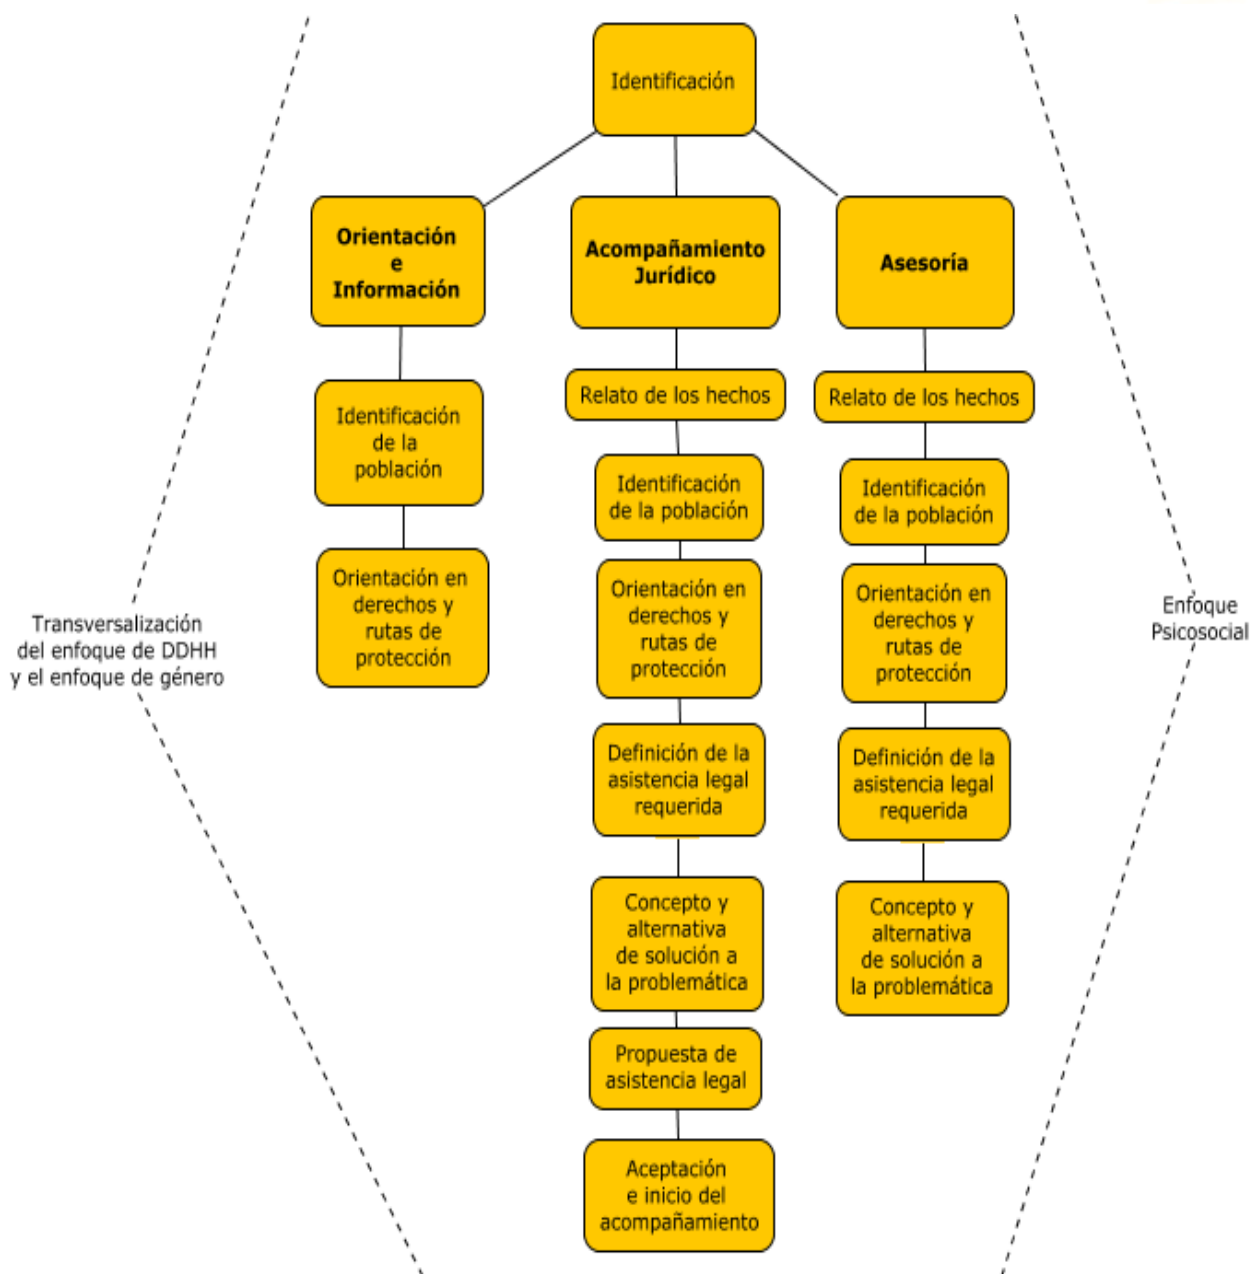 Identificación
Orientación
e
Información
Acompañamiento
Jurídico
Asesoría
Identificación
de la
población
Orientación en
derechos y
rutas de
protección
Relato de los hechos
Identificación
de la población
Orientación en
derechos y
rutas de
protección
Definición de la
asistencia legal
requerida
Concepto y
alternativa
de solución a
la problemática
Propuesta de
asistencia legal
Aceptación
e inicio del
acompañamiento
Relato de los hechos
Identificación
de la población
Orientación en
derechos y
rutas de
protección
Definición de la
asistencia legal
requerida
Concepto y
alternativa
de solución a
la problemática
Transversalización
del enfoque de DDHH
y el enfoque de género
Enfoque
Psicosocial